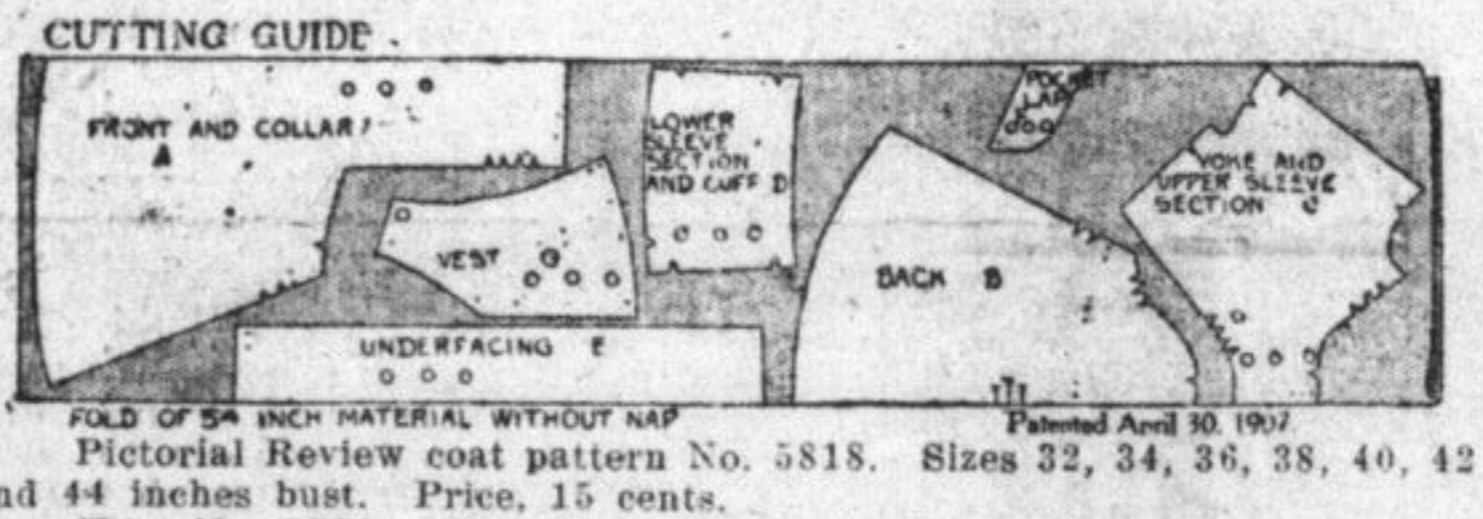 CUTTING GUIDE.
FRONT AND COLLAR
A
LOWER
SLEEVE
SECTION
AND CUFF D
POCKET
LAP
YOKE AND
UPPER SLEEVE
SECTION C
VEST G
BACK B
UNDERFACING E
FOLD OF 54 INCH MATERIAL WITHOUT NAP
Patented April 30, 1907
Pictorial Review coat pattern No. 5818. Sizes 32, 34, 36, 38, 40, 42
nd 44 inches bust. Price, 15 cents.